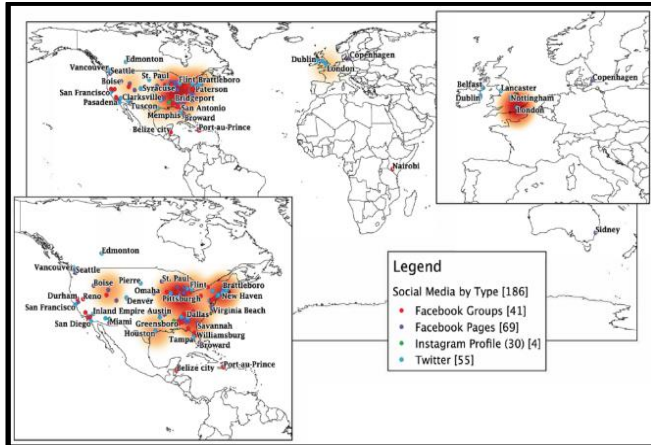 Edmonton
Vancouver
Seattle
St. Paul
Flint
Brattleboro
Boise
Paterson
Syracuse
San Francisco
Clarksville
Bridgeport
Pasadena
Tuscon
San Antonio
Memphis
Broward
Belize city
Port-au-Prince
Dublin
Copenhagen
London
Nairobi
Sidney
Belfast
Lancaster
Copenhagen
Nottingham
Dublin
London
Edmonton
Vancouver
Seattle
St. Paul
Boise
Pierre
Flint
Brattleboro
Omaha
Durham
Reno
Denver
Pittsburgh
New Haven
San Francisco
Inland Empire
Austin
Dallas
Virginia Beach
San Diego
Miami
Greensboro
Savannah
Houston
Williamsburg
Tampa
Broward
Belize city
Port-au-Prince
Legend
Social Media by Type [186]
Facebook Groups [41]
Facebook Pages [69]
Instagram Profile (30) [4]
Twitter [55]